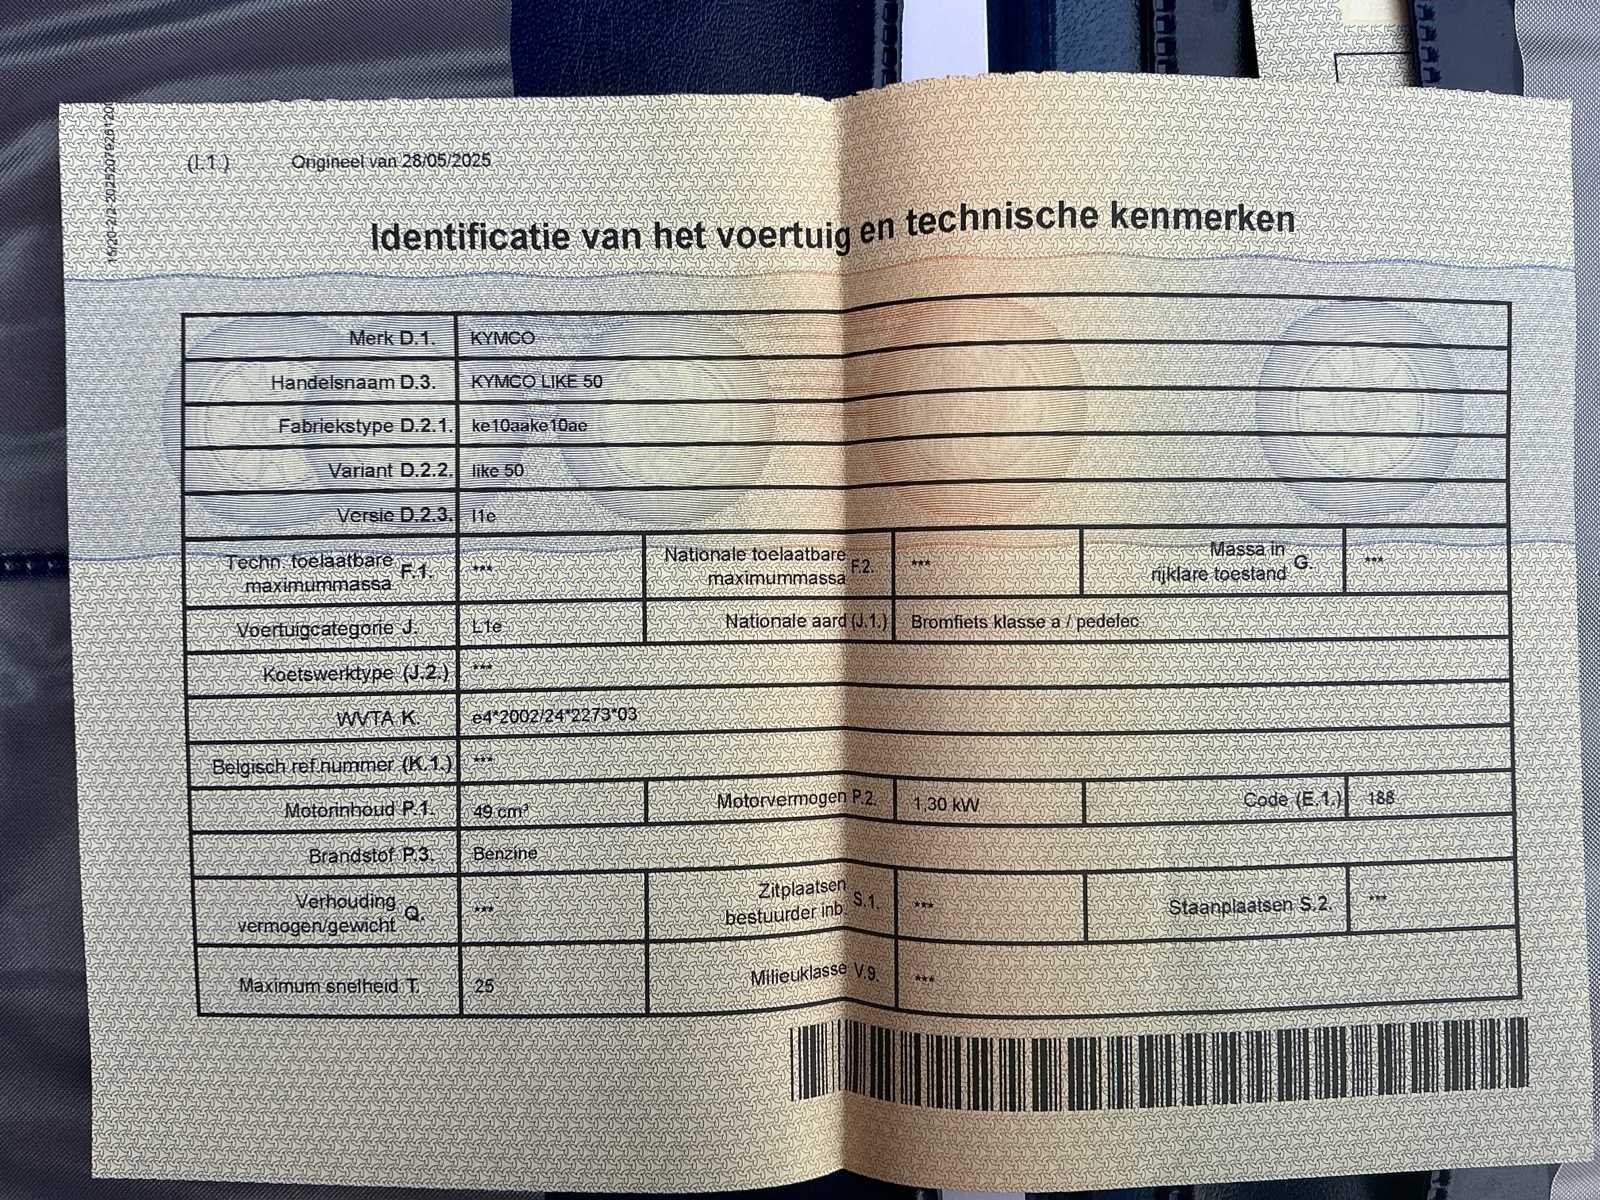 (I.1.) Origineel van 28/05/2025
Identificatie van het voertuig en technische kenmerken
Merk D.1. KYMCO
Handelsnaam D.3. KYMCO LIKE 50
Fabriekstype D.2.1. ke10aake10ae
Variant D.2.2. like 50
Versie D.2.3. l1e
Techn. toelaatbare maximummassa F.1. *** Nationale toelaatbare maximummassa F.2. *** Massa in rijklare toestand G. ***
Voertuigcategorie J. L1e Nationale aard (J.1.) Bromfiets klasse a / pedelec
Koetswerktype (J.2.) ***
WVTA K. e4*2002/24*2273*03
Belgisch ref.nummer (K.1.) ***
Motorinhoud P.1. 49 cm³ Motorvermogen P.2. 1,30 kW Code (E.1.) 188
Brandstof P.3. Benzine
Verhouding vermogen/gewicht Q. *** Zitplaatsen bestuurder inb. S.1. *** Staanplaatsen S.2. ***
Maximum snelheid T. 25 Milieuklasse V.9. ***